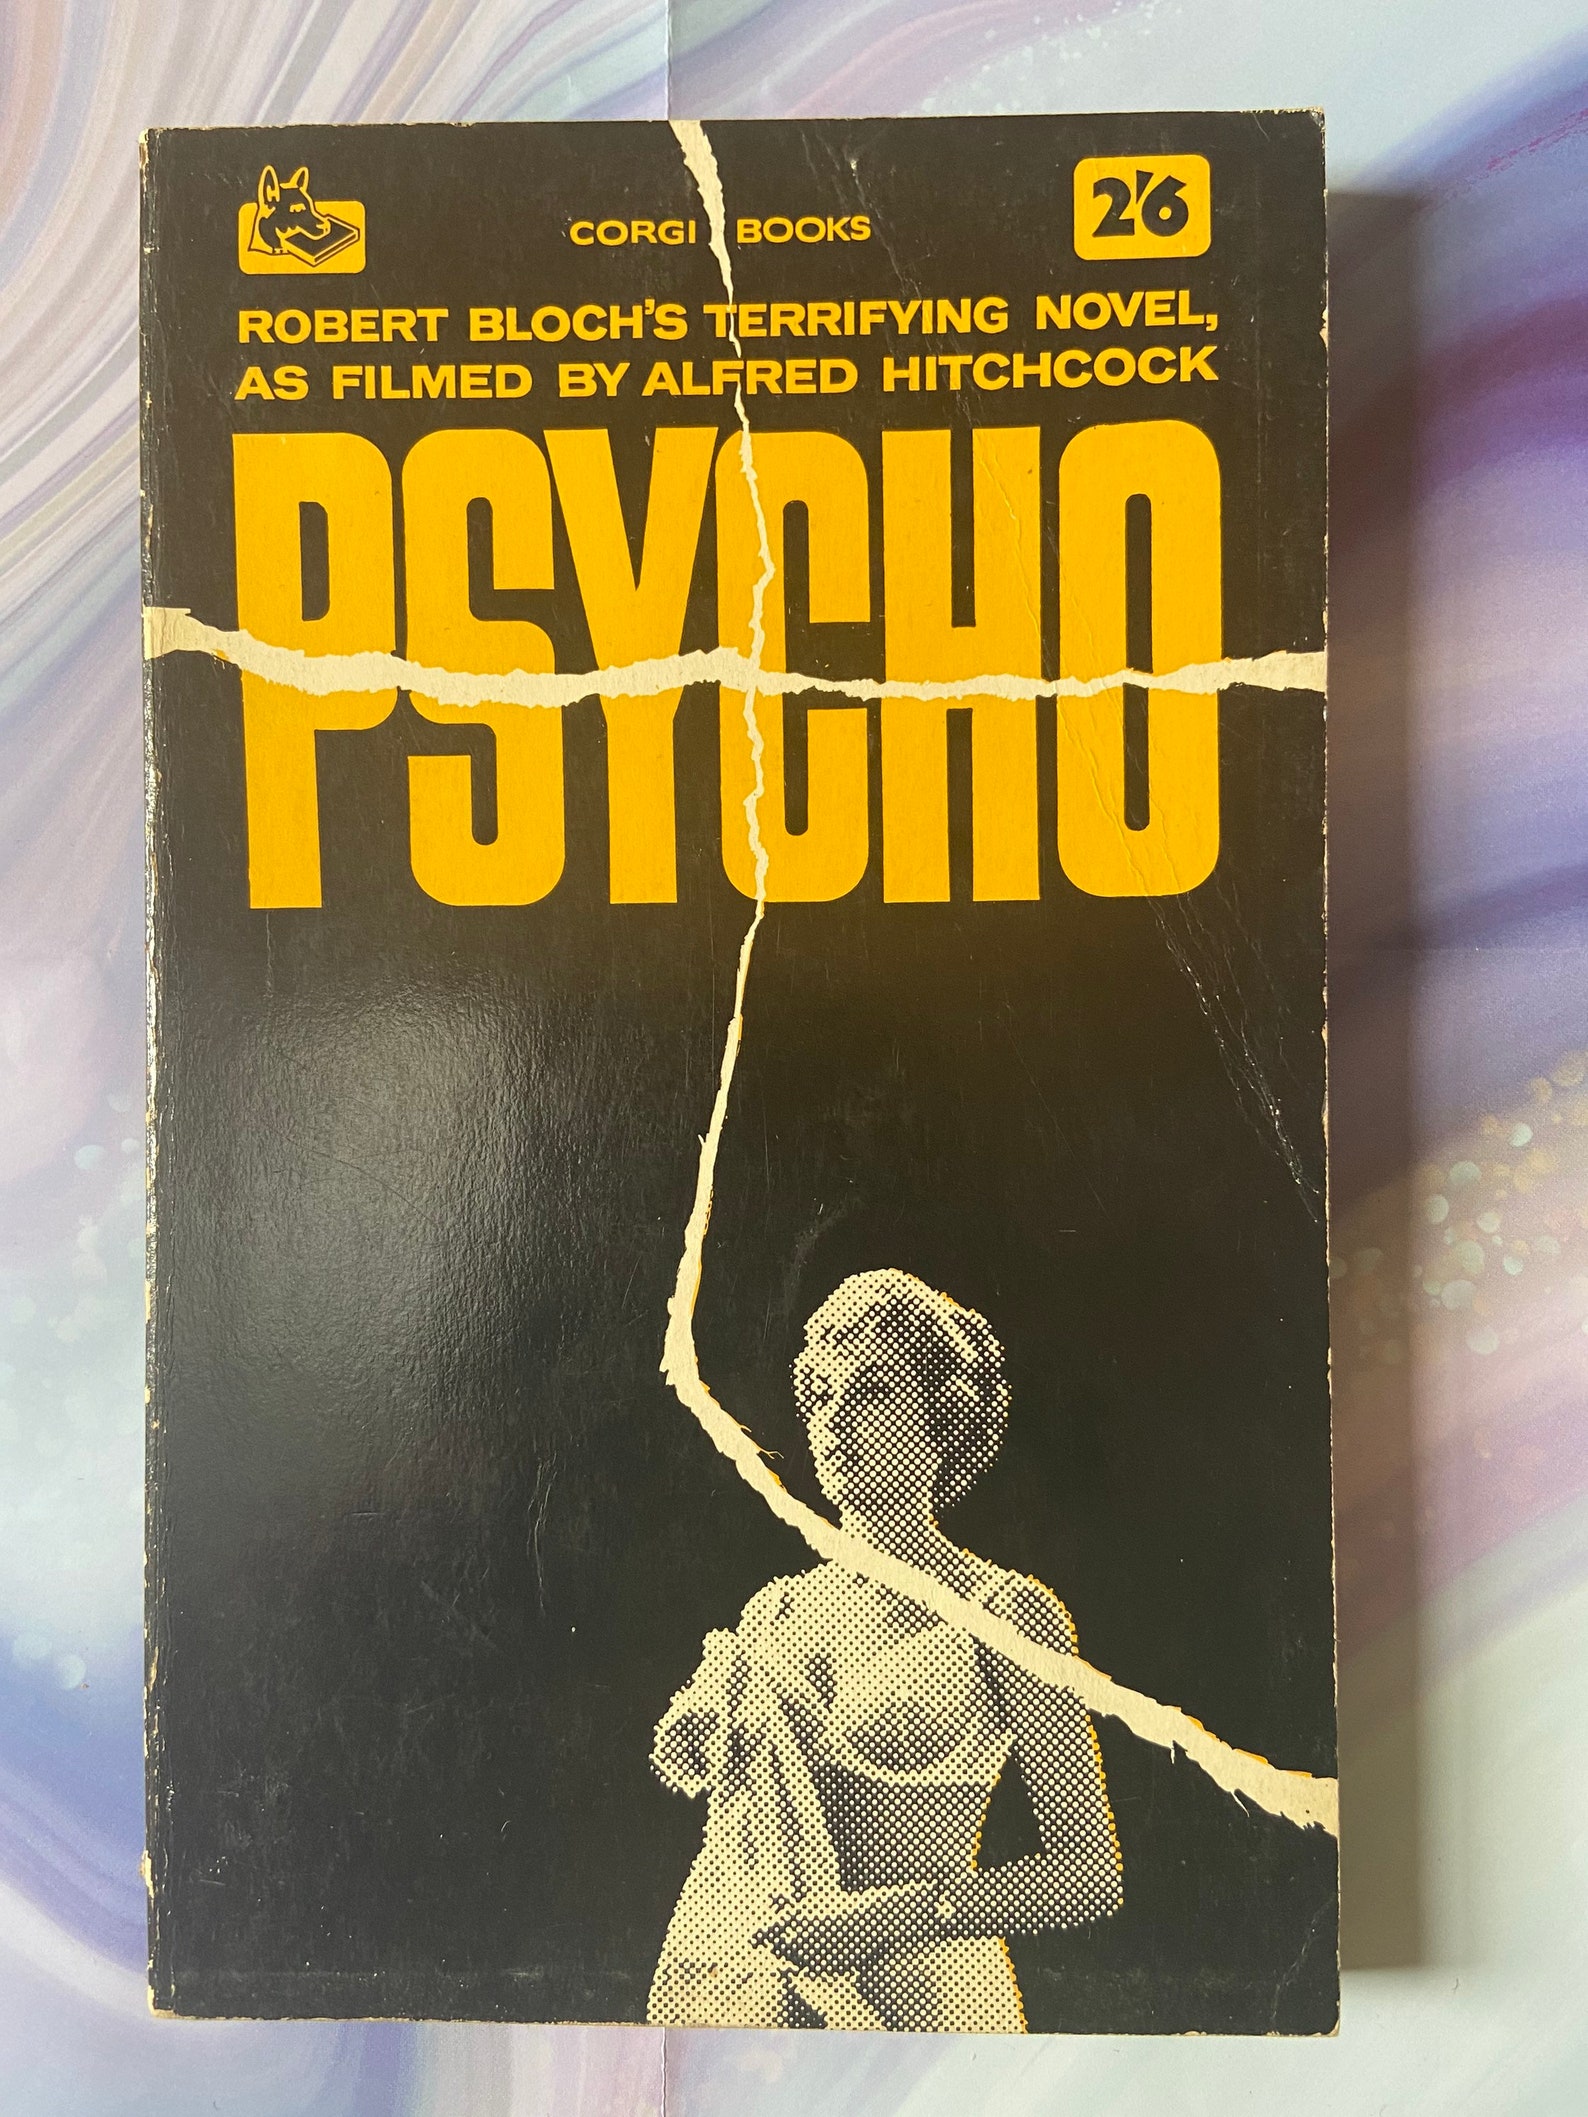 CORGI BOOKS
2'6
ROBERT BLOCH'S TERRIFYING NOVEL,
AS FILMED BY ALFRED HITCHCOCK
PSYCHO